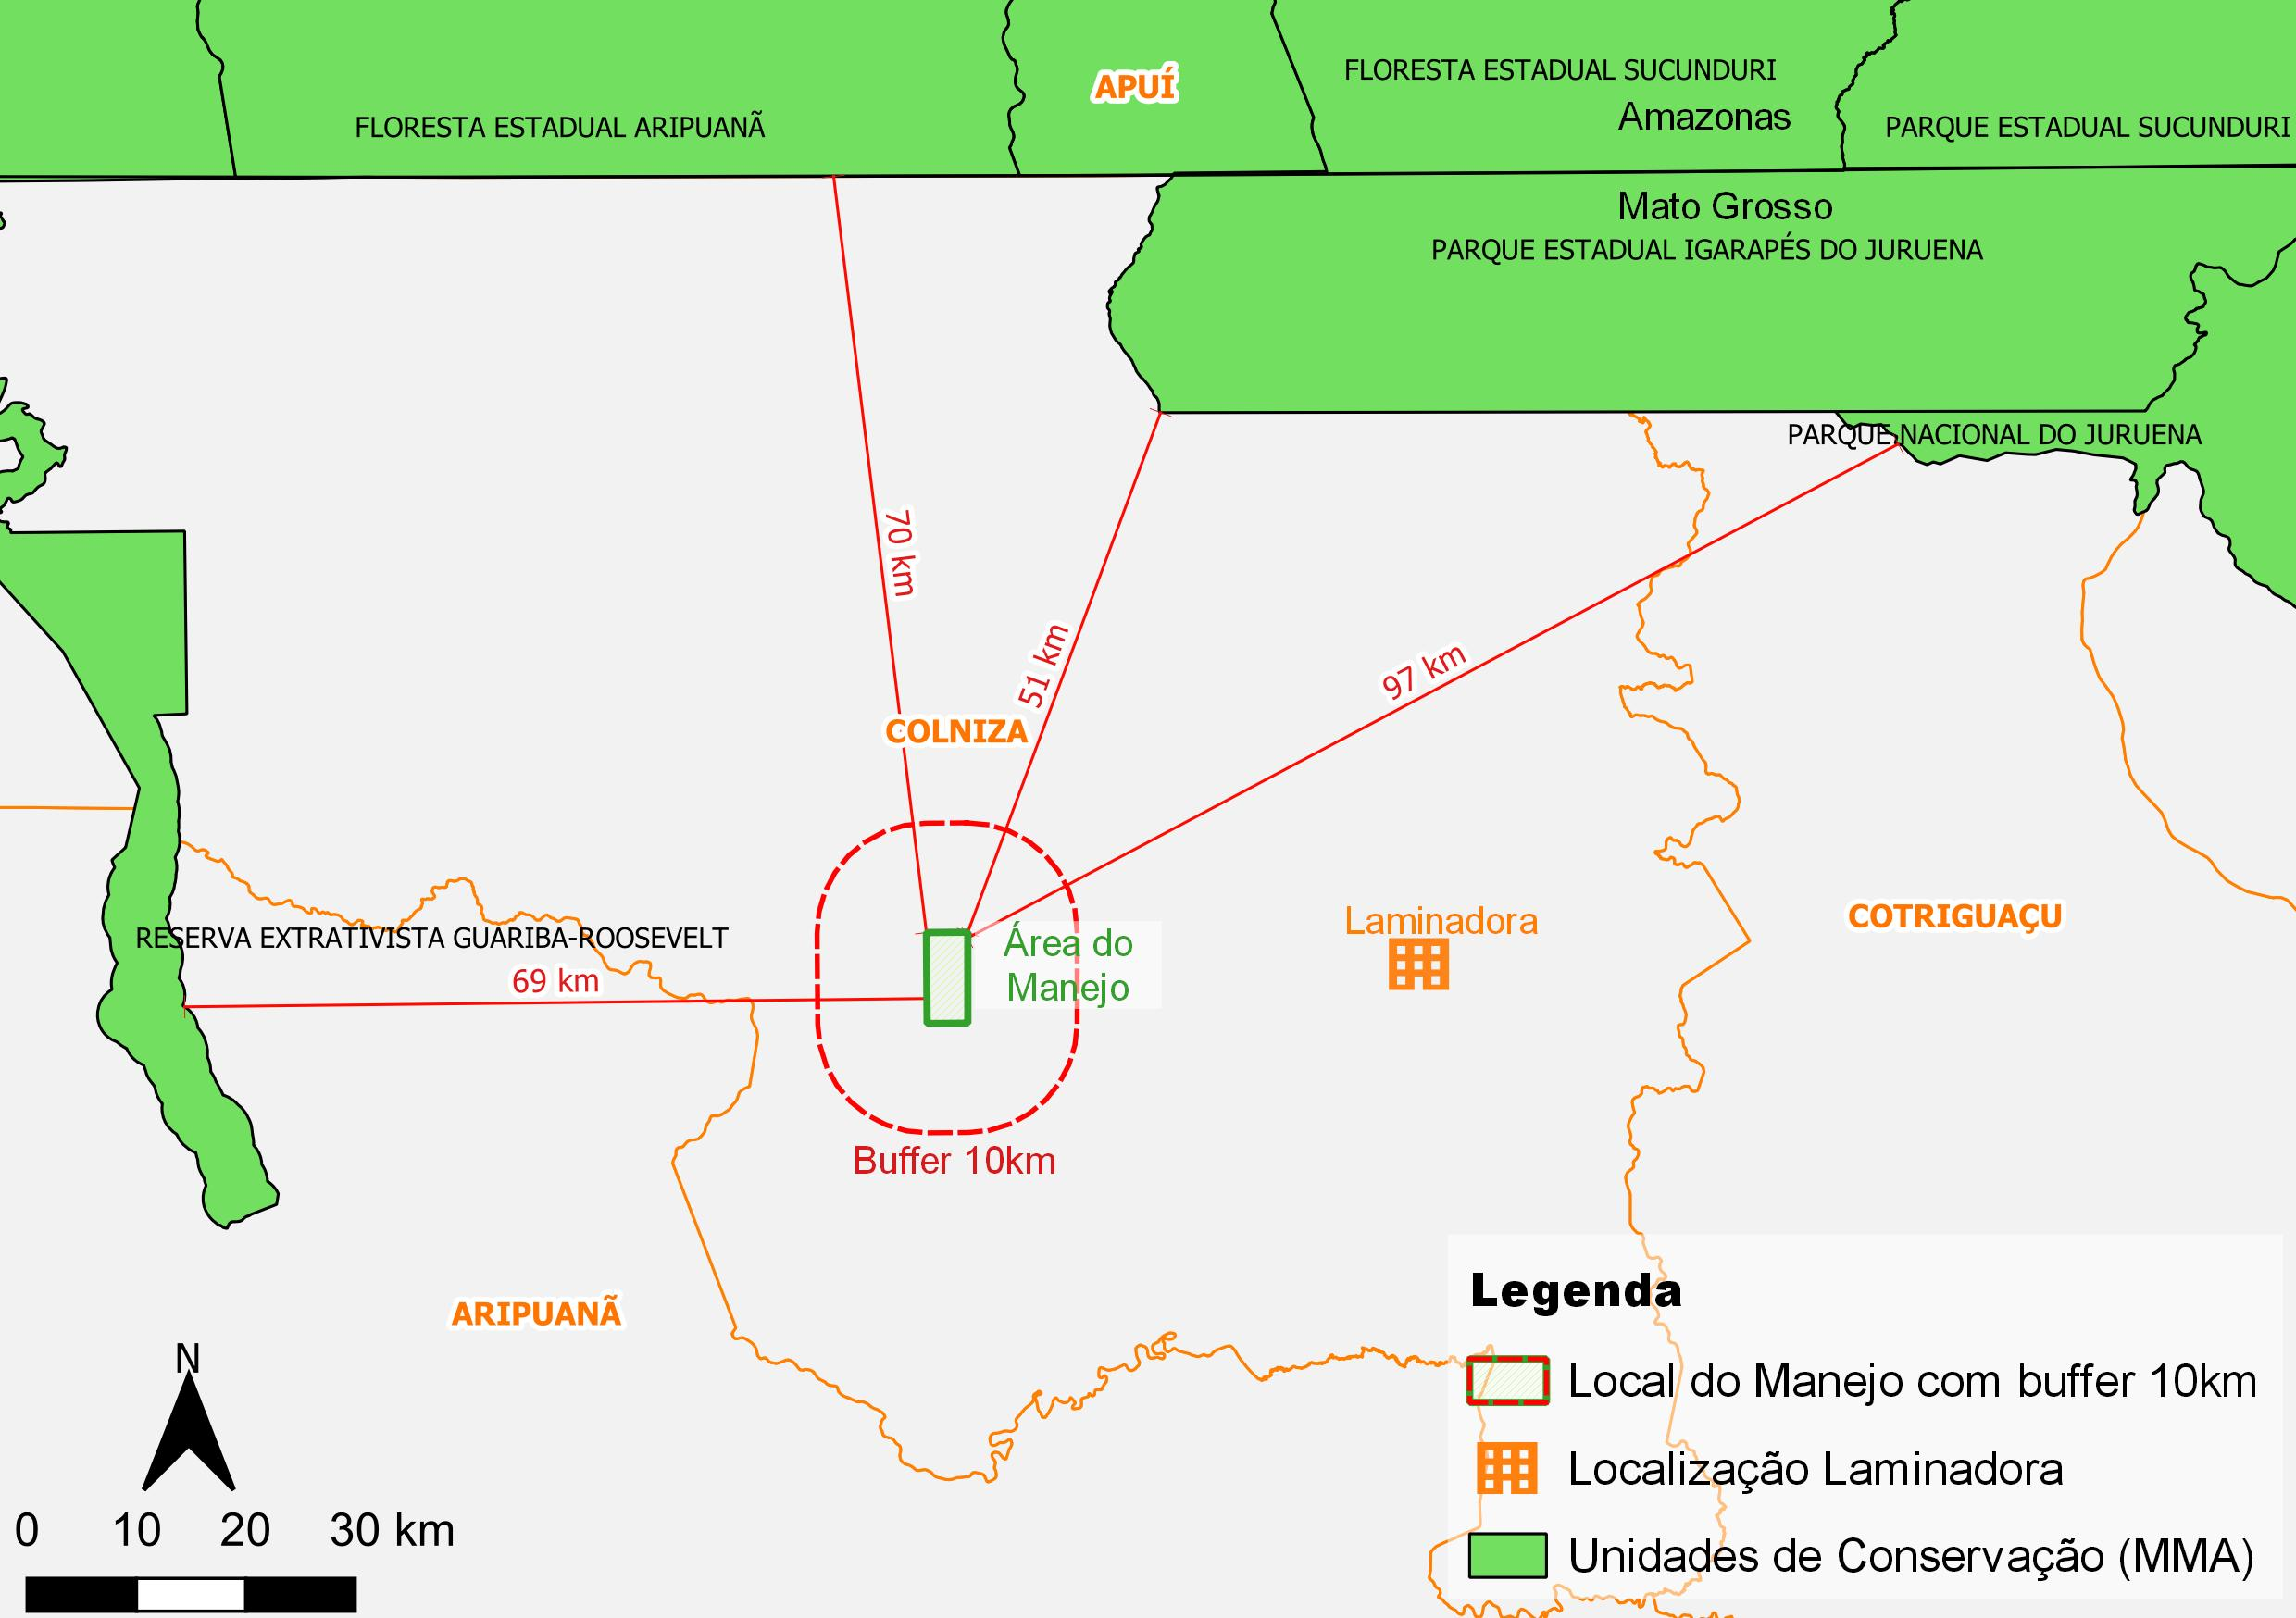 APUÍ
FLORESTA ESTADUAL SUCUNDURI
Amazonas
FLORESTA ESTADUAL ARIPUANÃ
PARQUE ESTADUAL SUCUNDURI
Mato Grosso
PARQUE ESTADUAL IGARAPÉS DO JURUENA
PARQUE NACIONAL DO JURUENA
70 km
51 km
97 km
COLNIZA
Laminadora
COTRIGUAÇU
RESERVA EXTRATIVISTA GUARIBA-ROOSEVELT
Área do
Manejo
69 km
Buffer 10km
ARIPUANÃ
N
0 10 20 30 km
Legenda
Local do Manejo com buffer 10km
Localização Laminadora
Unidades de Conservação (MMA)